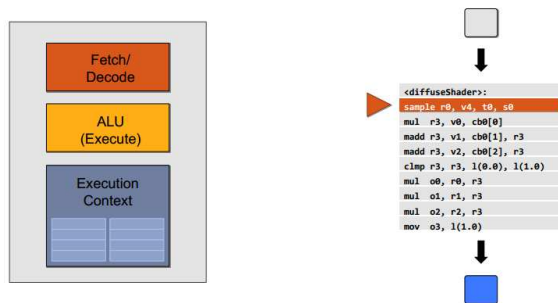 Fetch/
Decode
ALU
(Execute)
Execution
Context
<diffuseShader>:
sample r0, v4, t0, s0
mul r3, v0, cb0[0]
madd r3, v1, cb0[1], r3
madd r3, v2, cb0[2], r3
clmp r3, r3, l(0.0), l(1.0)
mul o0, r0, r3
mul o1, r1, r3
mul o2, r2, r3
mov o3, l(1.0)